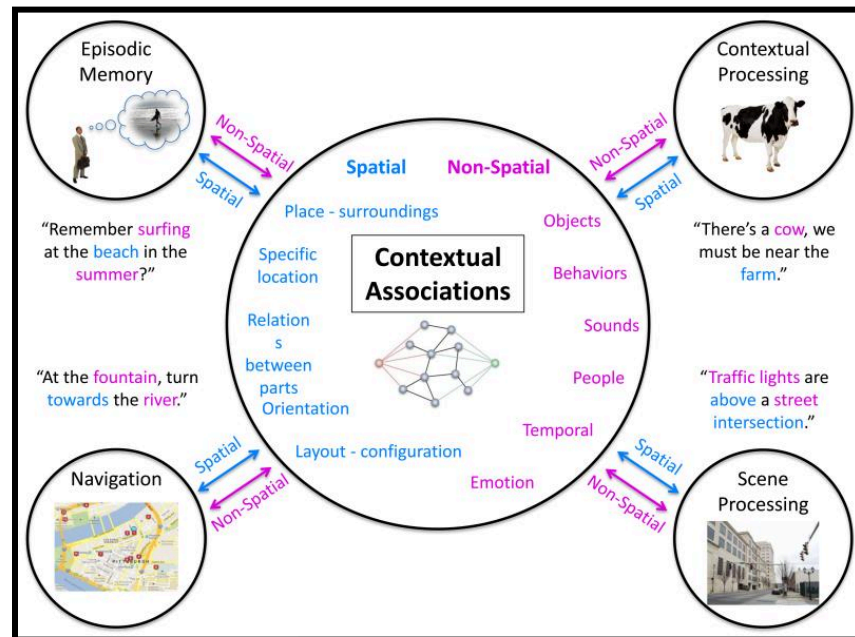 Episodic
Memory
Non-Spatial
Spatial
"Remember surfing
at the beach in the
summer?"
Contextual
Processing
Non-Spatial
Spatial
"There's a cow, we
must be near the
farm."
Spatial
Non-Spatial
Place - surroundings
Specific
location
Relation
s
between
parts
Orientation
Layout - configuration
Contextual
Associations
Objects
Behaviors
Sounds
People
Temporal
Emotion
"At the fountain, turn
towards the river."
Navigation
Spatial
Non-Spatial
"Traffic lights are
above a street
intersection."
Scene
Processing
Spatial
Non-Spatial